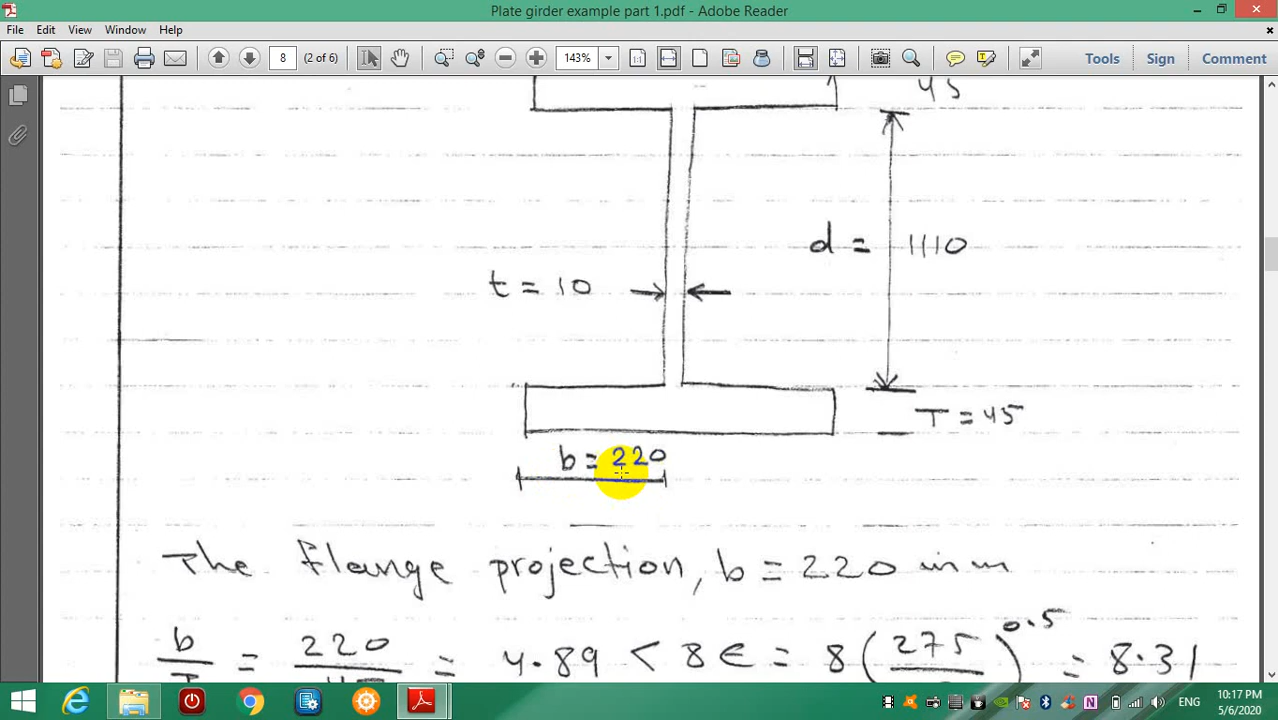 Plate girder example part 1.pdf - Adobe Reader
File Edit View Window Help
8 (2 of 6) 143% Tools Sign Comment
45
d = 1110
t = 10
T = 45
b = 220
The flange projection, b = 220 mm
b/T = 220/45 = 4.89 < 8 ϵ = 8 (275/ )^0.5 = 8.31
ENG 10:17 PM
5/6/2020